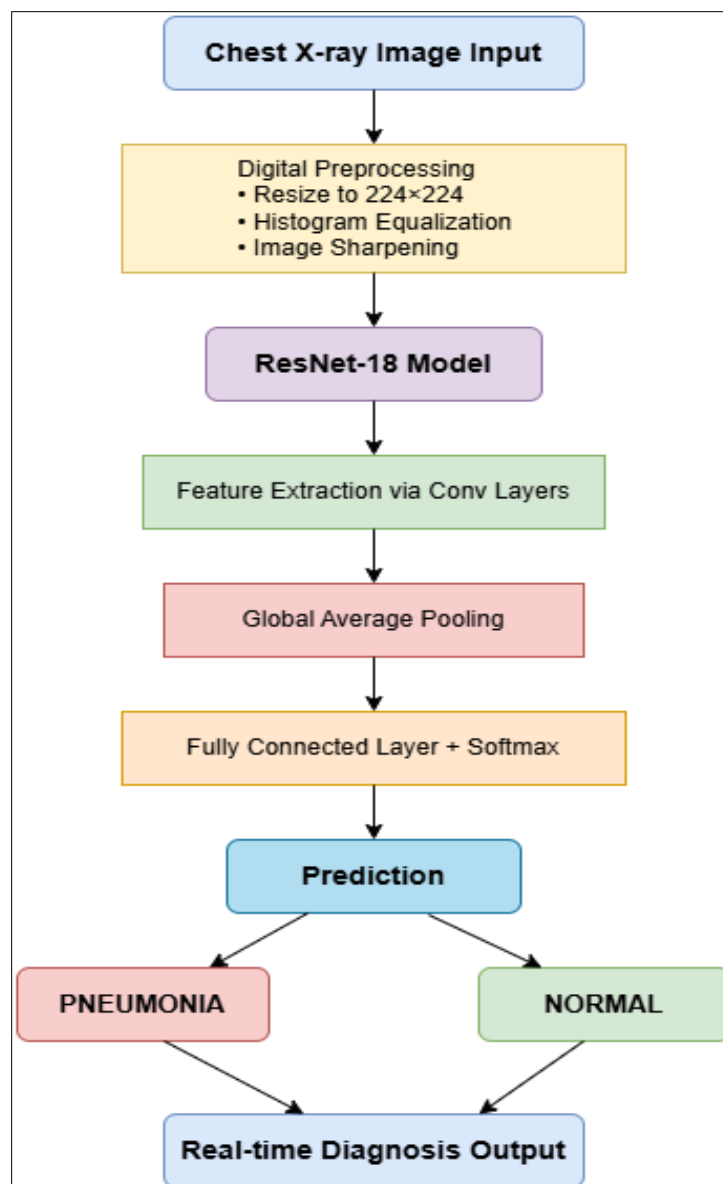 Chest X-ray Image Input
Digital Preprocessing
• Resize to 224×224
• Histogram Equalization
• Image Sharpening
ResNet-18 Model
Feature Extraction via Conv Layers
Global Average Pooling
Fully Connected Layer + Softmax
Prediction
PNEUMONIA
NORMAL
Real-time Diagnosis Output